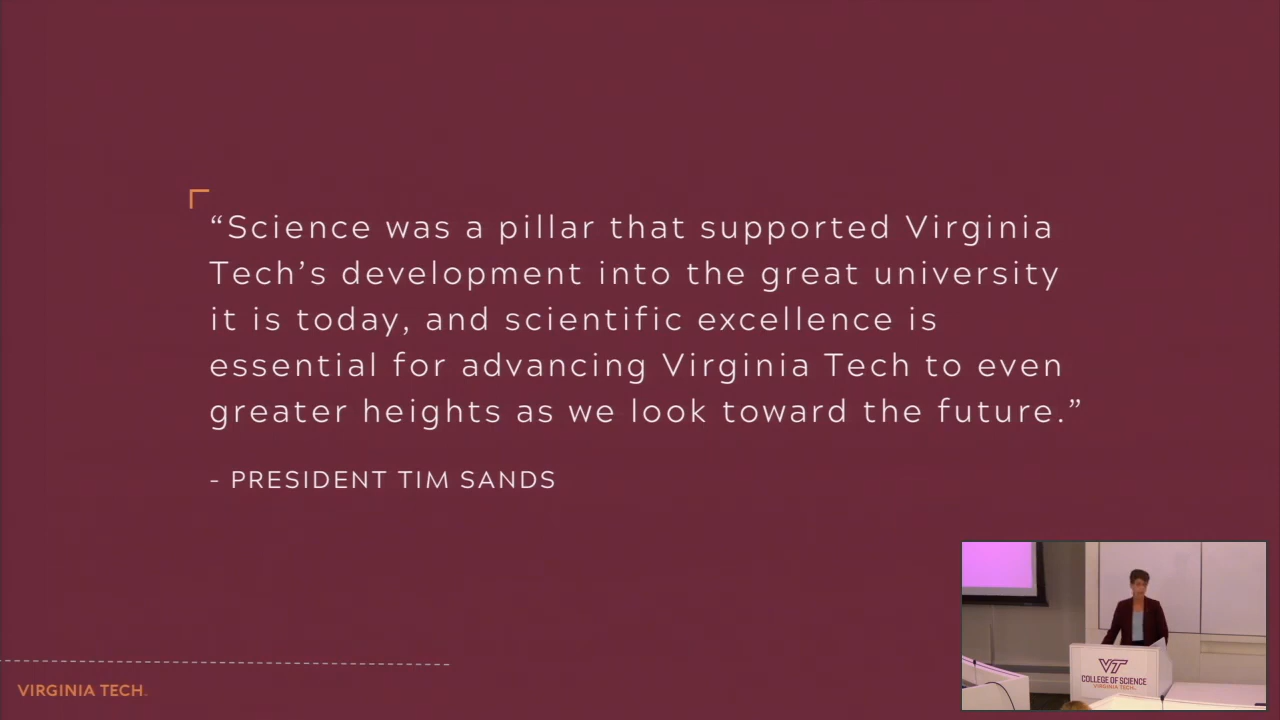 “Science was a pillar that supported Virginia
Tech’s development into the great university
it is today, and scientific excellence is
essential for advancing Virginia Tech to even
greater heights as we look toward the future.”
– PRESIDENT TIM SANDS
VIRGINIA TECH.
VT
COLLEGE OF SCIENCE
VIRGINIA TECH.